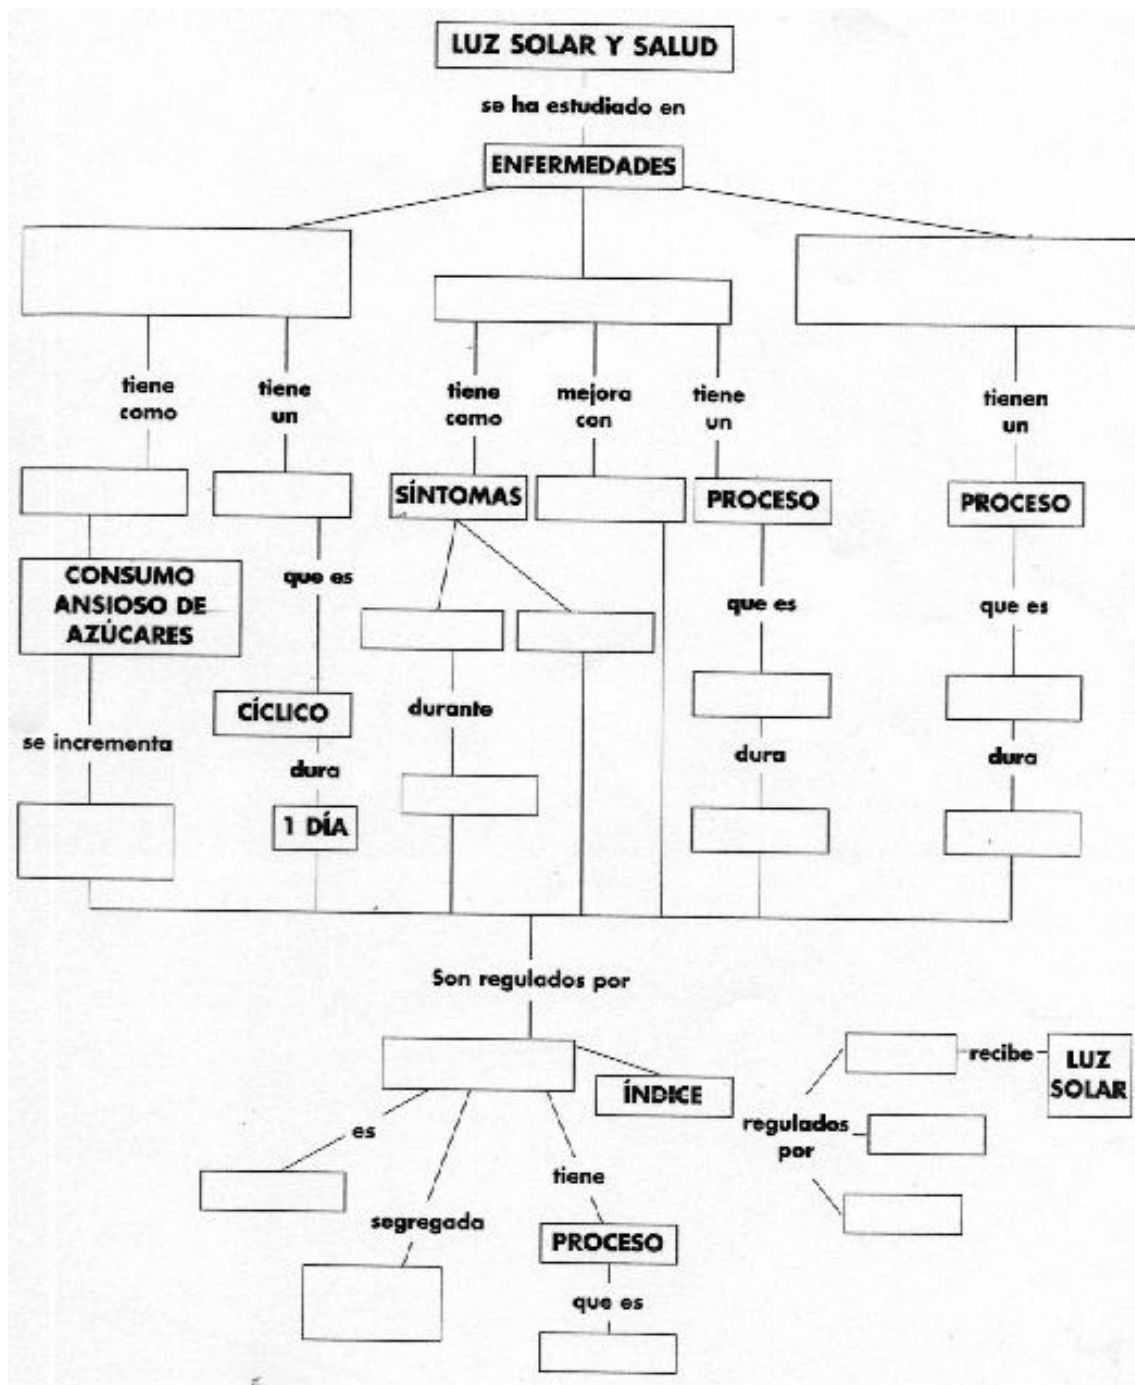 LUZ SOLAR Y SALUD
se ha estudiado en
ENFERMEDADES
tiene
como
tiene
un
tiene
como
mejora
con
tiene
un
tienen
un
SÍNTOMAS
PROCESO
PROCESO
CONSUMO
ANSIOSO DE
AZÚCARES
que es
que es
que es
CÍCLICO
durante
se incrementa
dura
dura
dura
1 DÍA
Son regulados por
recibe
LUZ
SOLAR
ÍNDICE
regulados
por
es
tiene
segregada
PROCESO
que es